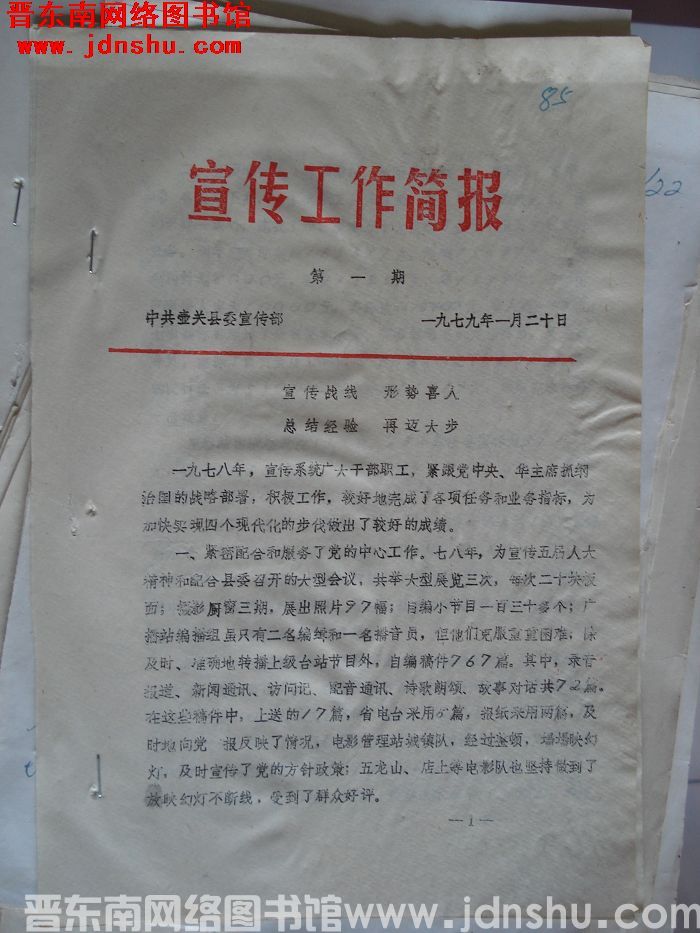 晋东南网络图书馆
www.jdnshu.com
85
/22
宣传工作简报
第一期
中共壶关县委宣传部 一九七九年一月二十日
宣传战线 形势喜人
总结经验 再迈大步
一九七八年，宣传系统广大干部职工，紧跟党中央、华主席抓纲
治国的战略部署，积极工作，较好地完成了各项任务和业务指标，为
加快实现四个现代化的步伐做出了较好的成绩。
一、紧密配合和服务了党的中心工作。七八年，为宣传五届人大
精神和配合县委召开的大型会议，共举大型展览三次，每次二十块板
面；摄影厨窗三期，展出照片97幅；自编小节目一百三十多个；广
播站编播组虽只有二名编缉和一名播音员，但他们克服重重困难，除
及时、准确地转播上级台站节目外，自编稿件767篇。其中，录音
报道、新闻通讯、访问记、配音通讯、诗歌朗颂、故事对话共72篇。
在这些稿件中，上送的17篇，省电台采用6篇，报纸采用两篇，及
时地向党 报反映了情况，电影管理站城镇队，经过整顿，场场映幻
灯，及时宣传了党的方针政策；五龙山、店上等电影队也坚持做到了
放映幻灯不断线，受到了群众好评。
—1—
晋东南网络图书馆www.jdnshu.com